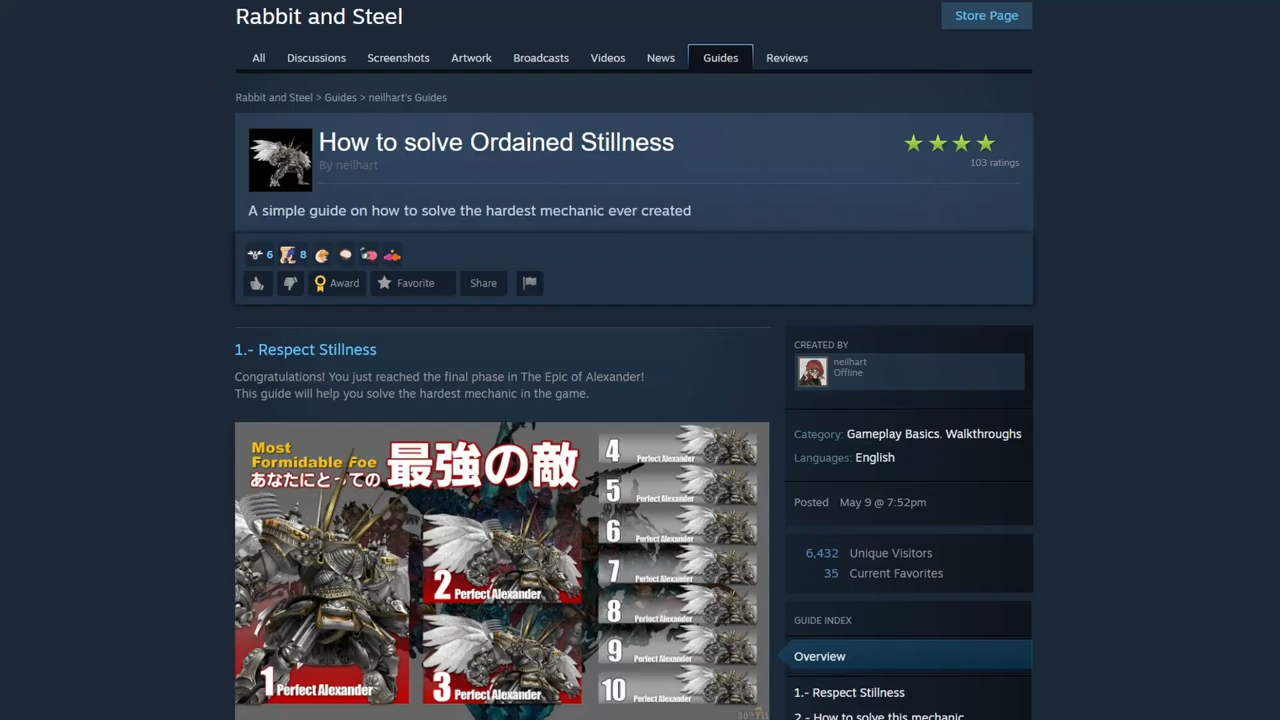 Rabbit and Steel
Store Page
All
Discussions
Screenshots
Artwork
Broadcasts
Videos
News
Guides
Reviews
Rabbit and Steel > Guides > neilhart's Guides
How to solve Ordained Stillness
By neilhart
103 ratings
A simple guide on how to solve the hardest mechanic ever created
6
8
Award
Favorite
Share
1.- Respect Stillness
Congratulations! You just reached the final phase in The Epic of Alexander!
This guide will help you solve the hardest mechanic in the game.
Most
Formidable Foe
あなたにとっての
最強の敵
1 Perfect Alexander
2 Perfect Alexander
3 Perfect Alexander
4 Perfect Alexander
5 Perfect Alexander
6 Perfect Alexander
7 Perfect Alexander
8 Perfect Alexander
9 Perfect Alexander
10 Perfect Alexander
CREATED BY
neilhart
Offline
Category: Gameplay Basics, Walkthroughs
Languages: English
Posted May 9 @ 7:52pm
6,432 Unique Visitors
35 Current Favorites
GUIDE INDEX
Overview
1.- Respect Stillness
2.- How to solve this mechanic